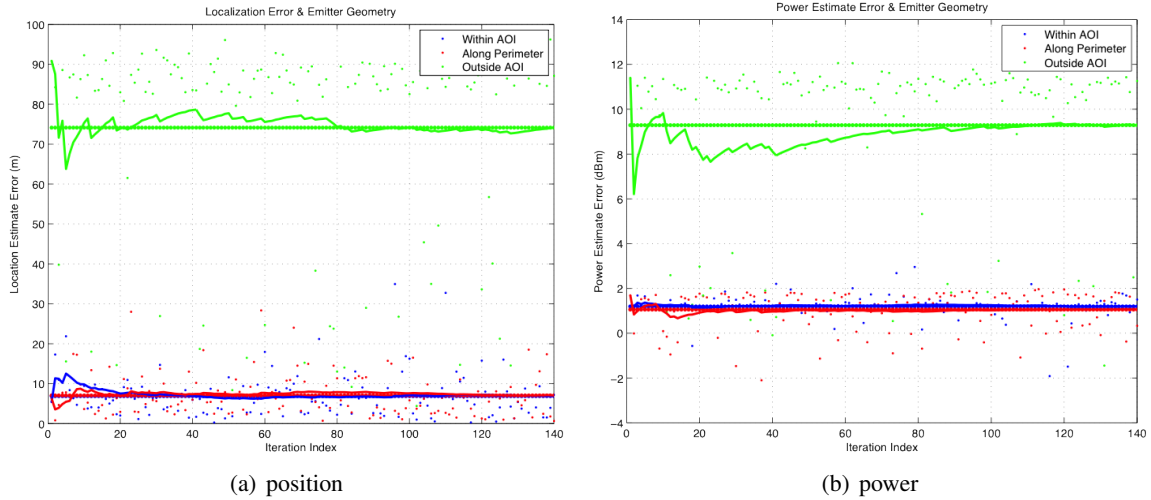 Localization Error & Emitter Geometry
100
90
80
70
60
50
40
30
20
10
0
Location Estimate Error (m)
Within AOI
Along Perimeter
Outside AOI
0 20 40 60 80 100 120 140
Iteration Index
(a) position
Power Estimate Error & Emitter Geometry
14
12
10
8
6
4
2
0
−2
−4
Power Estimate Error (dBm)
Within AOI
Along Perimeter
Outside AOI
0 20 40 60 80 100 120 140
Iteration Index
(b) power